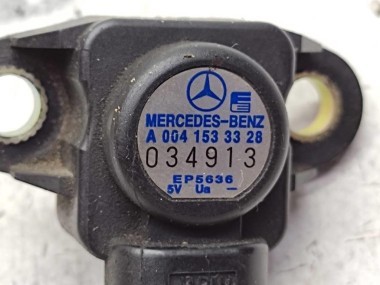 MERCEDES-BENZ
A 004 153 33 28
034913
EP5636
5V Ua –